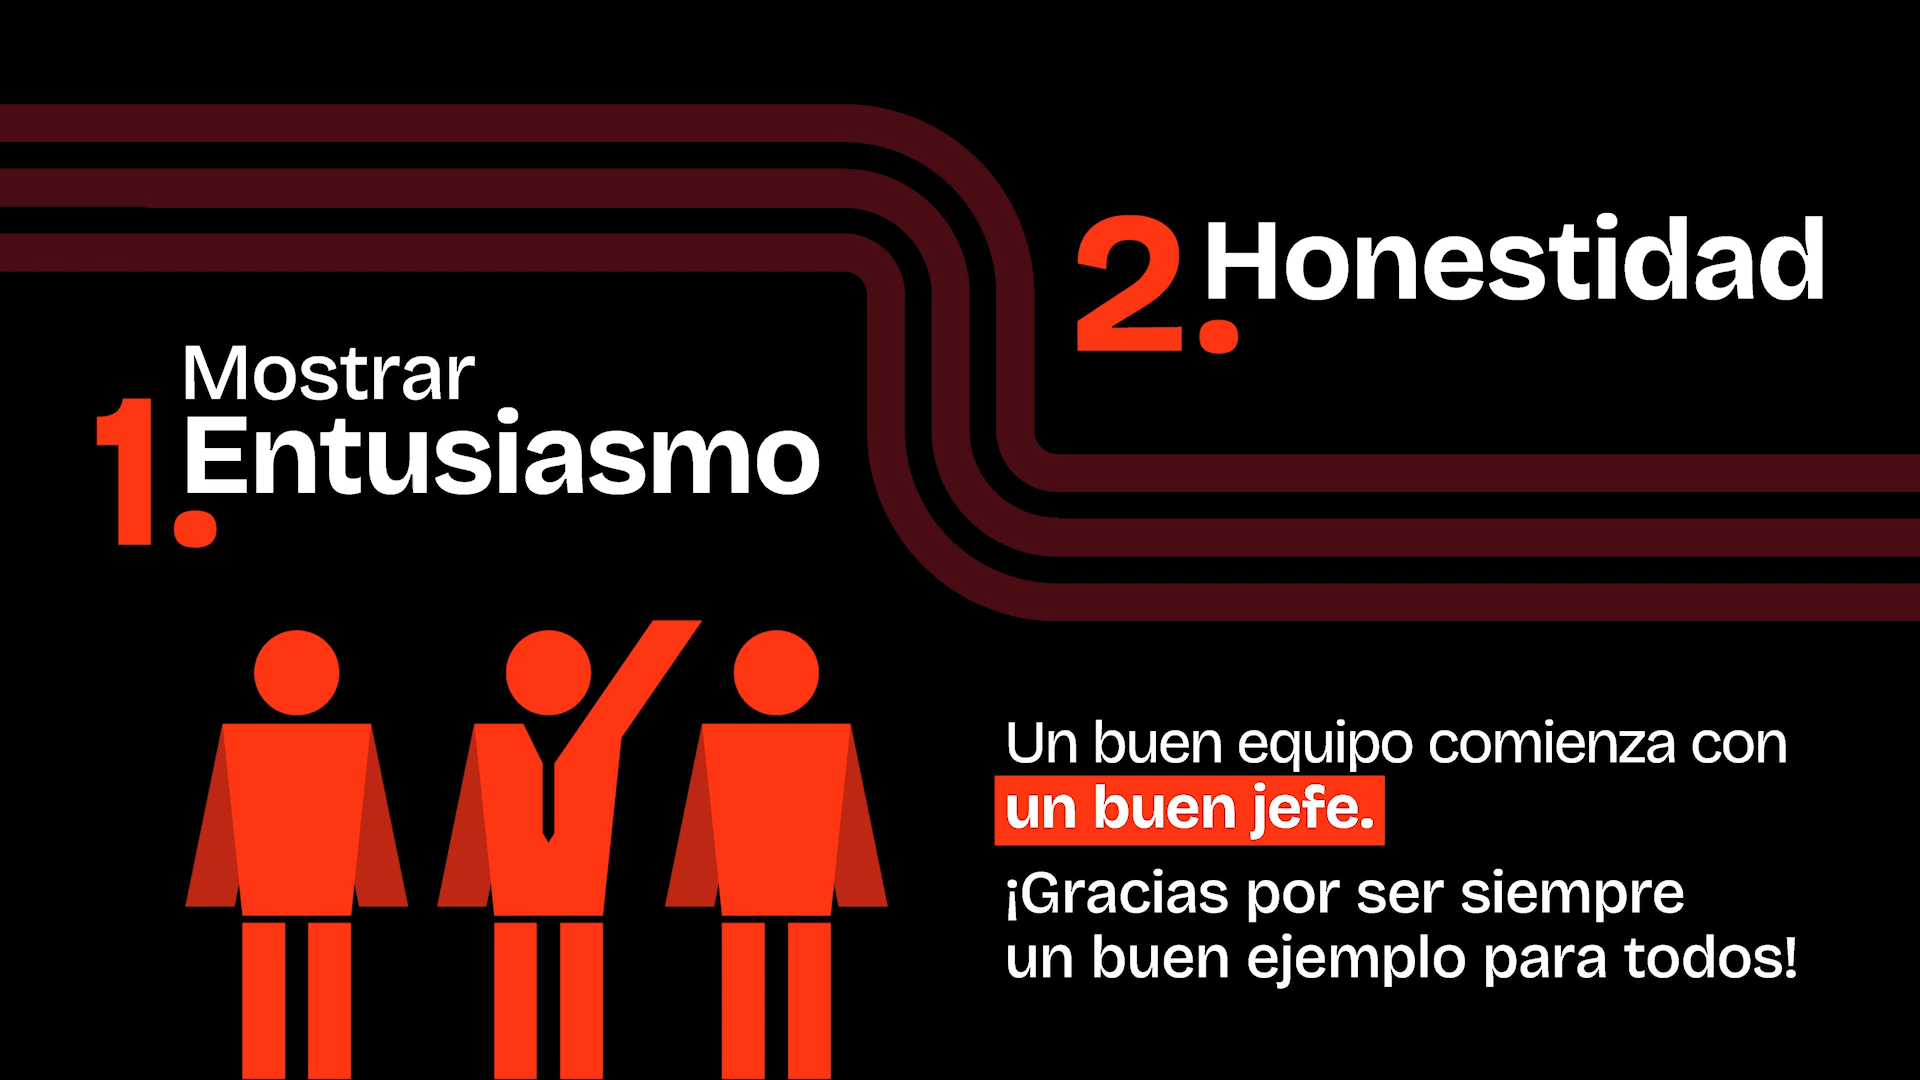 Mostrar
1. Entusiasmo
2. Honestidad
Un buen equipo comienza con
un buen jefe.
¡Gracias por ser siempre
un buen ejemplo para todos!